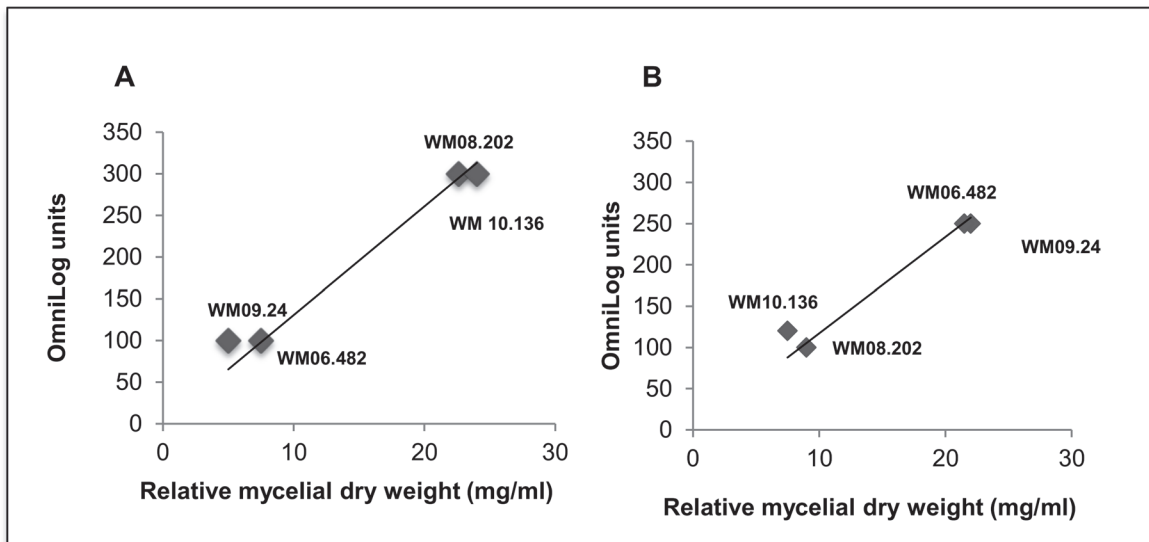 A
OmniLog units
350
300
250
200
150
100
50
0
WM08.202
WM 10.136
WM09.24
WM06.482
0 10 20 30
Relative mycelial dry weight (mg/ml)
B
OmniLog units
350
300
250
200
150
100
50
0
WM06.482
WM09.24
WM10.136
WM08.202
0 10 20 30
Relative mycelial dry weight (mg/ml)